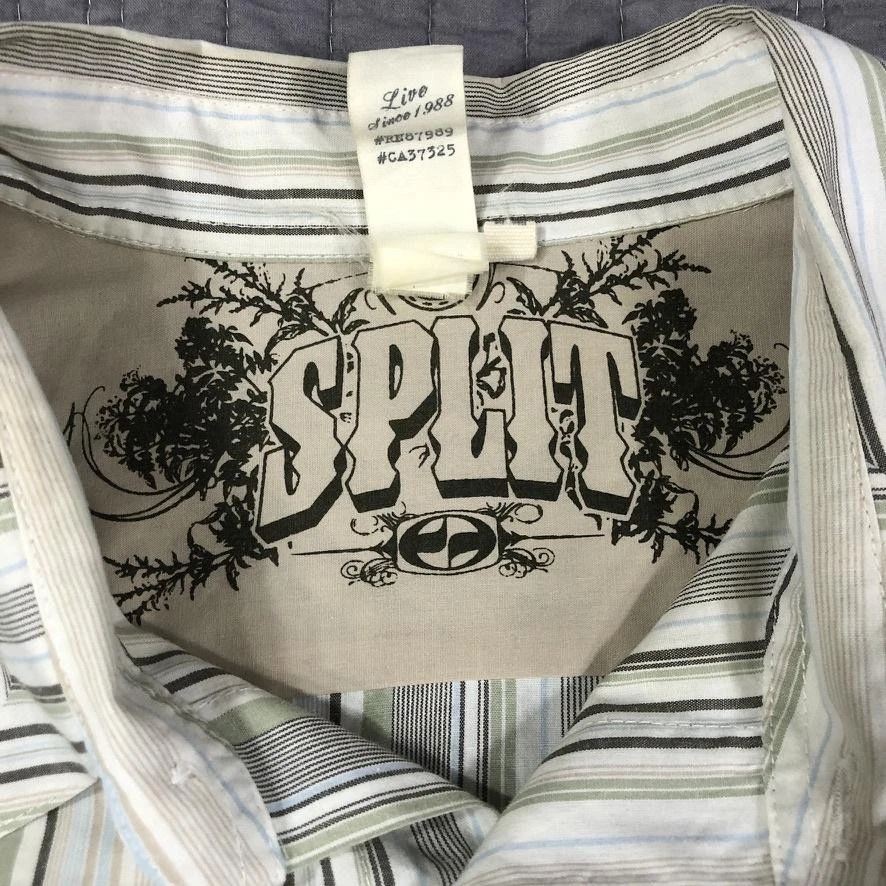 Live
Since 1988
#RN87989
#CA37325
SPLIT